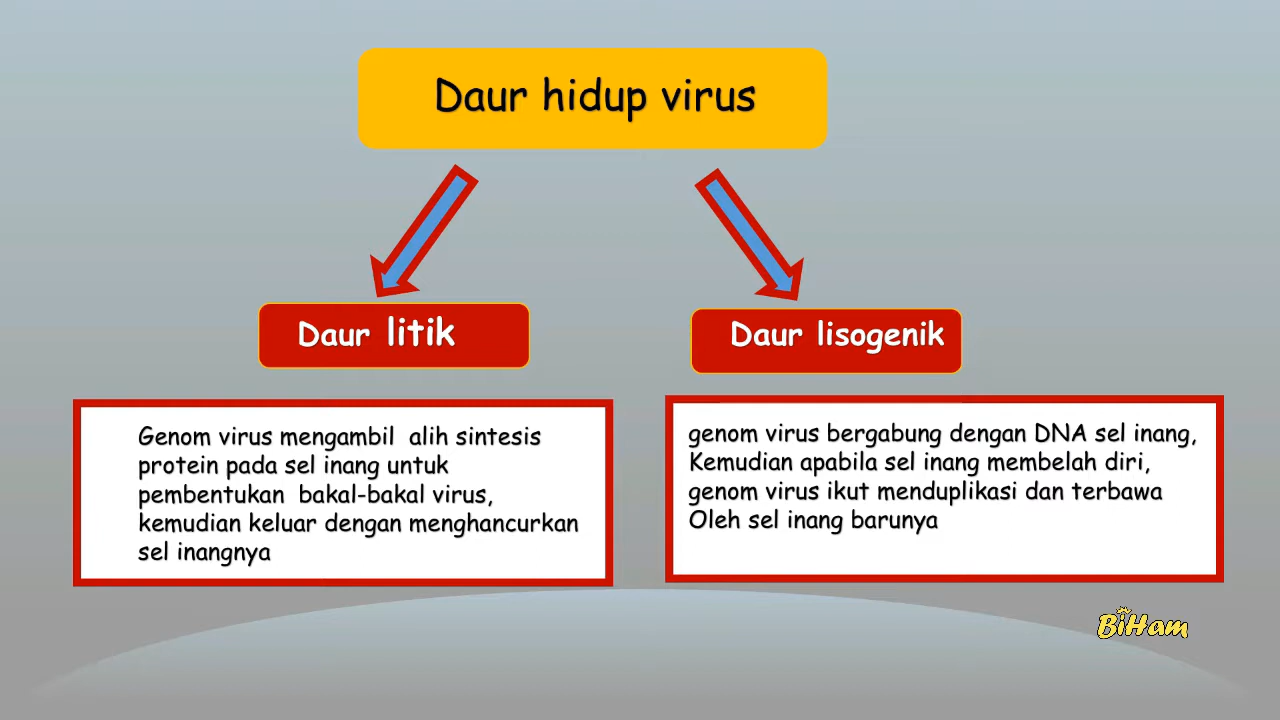 Daur hidup virus
Daur litik
Daur lisogenik
Genom virus mengambil alih sintesis
protein pada sel inang untuk
pembentukan bakal-bakal virus,
kemudian keluar dengan menghancurkan
sel inangnya
genom virus bergabung dengan DNA sel inang,
Kemudian apabila sel inang membelah diri,
genom virus ikut menduplikasi dan terbawa
Oleh sel inang barunya
BiHam